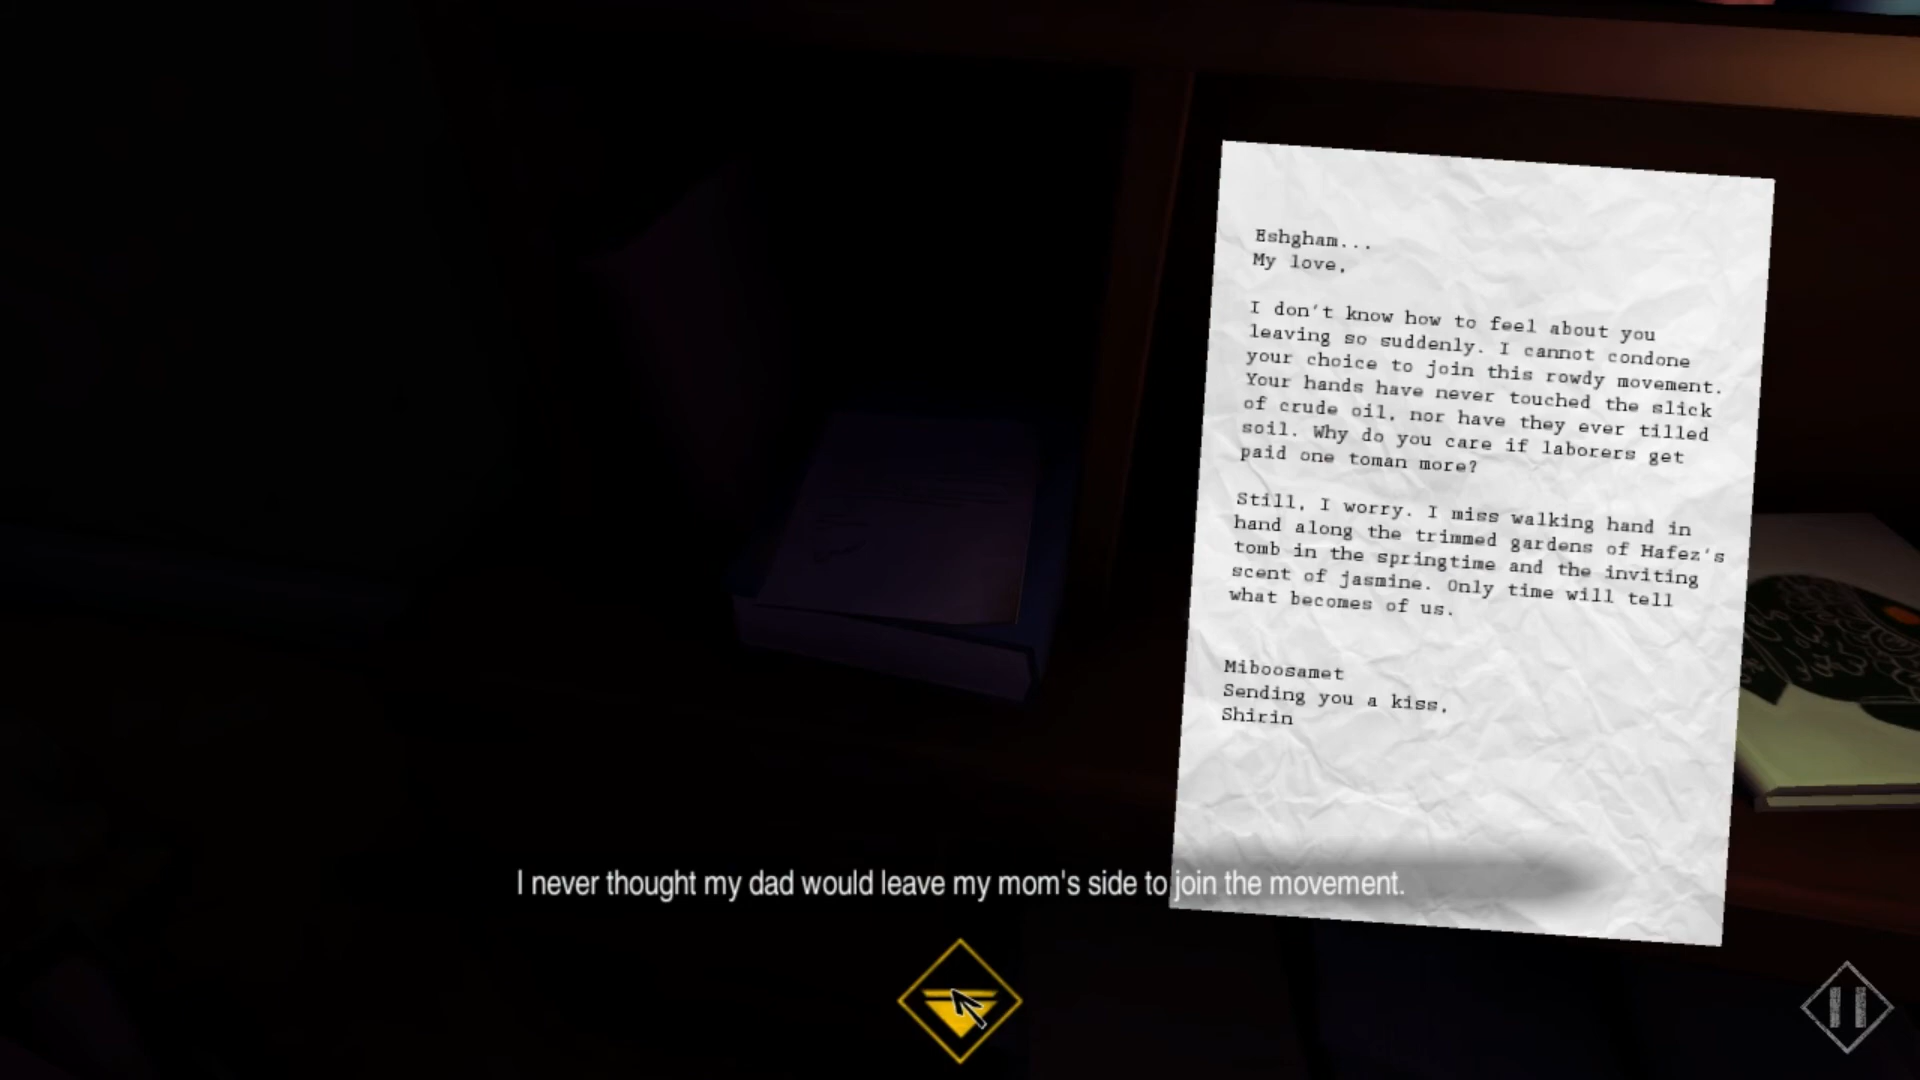 Eshgham...
My love,
I don't know how to feel about you
leaving so suddenly. I cannot condone
your choice to join this rowdy movement.
Your hands have never touched the slick
of crude oil, nor have they ever tilled
soil. Why do you care if laborers get
paid one toman more?
Still, I worry. I miss walking hand in
hand along the trimmed gardens of Hafez's
tomb in the springtime and the inviting
scent of jasmine. Only time will tell
what becomes of us.
Miboosamet
Sending you a kiss,
Shirin
I never thought my dad would leave my mom's side to join the movement.